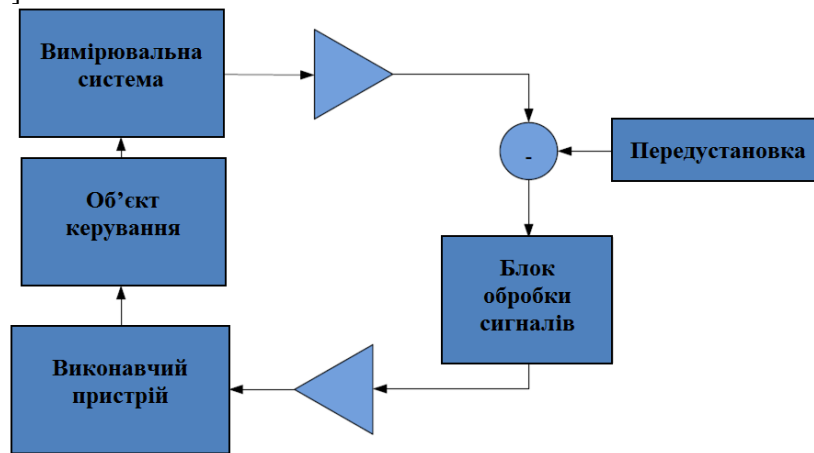 ]
Вимірювальна
система
-
Передустановка
Об’єкт
керування
Блок
обробки
сигналів
Виконавчий
пристрій